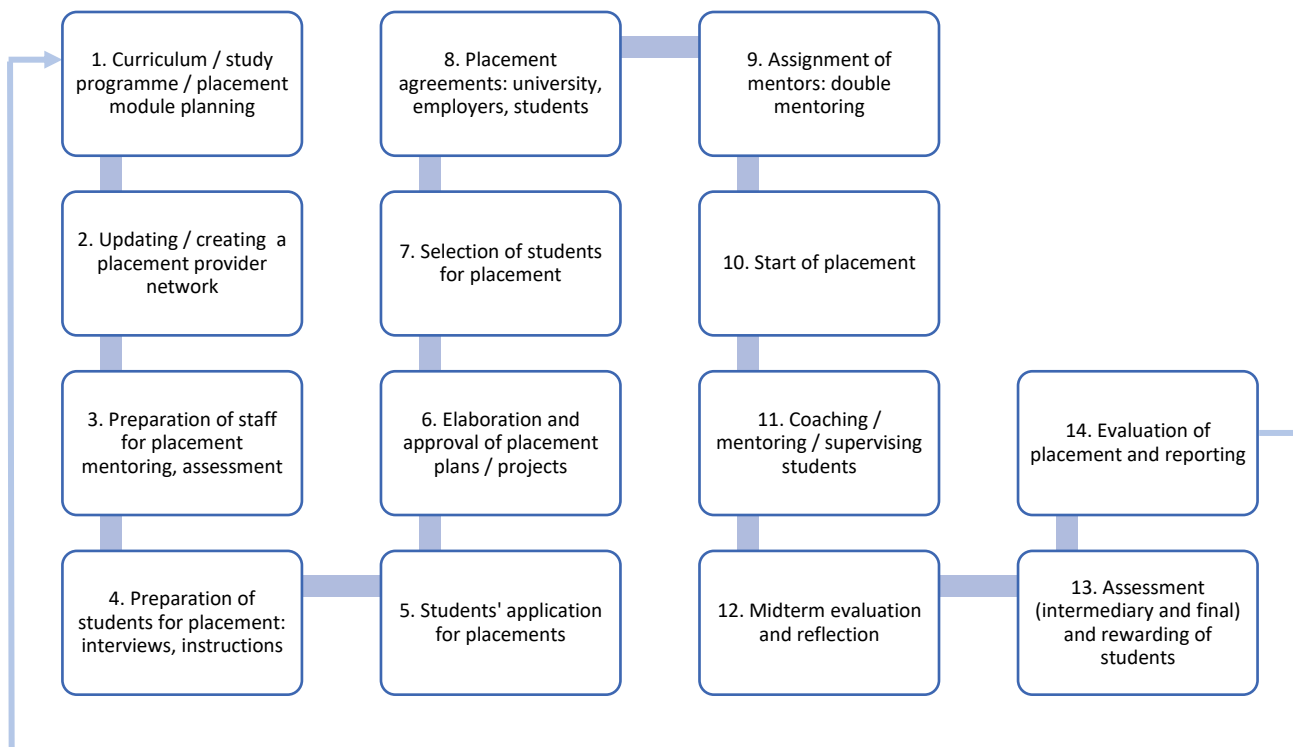 1. Curriculum / study
programme / placement
module planning
2. Updating / creating  a
placement provider
network
3. Preparation of staff
for placement
mentoring, assessment
4. Preparation of
students for placement:
interviews, instructions
5. Students' application
for placements
6. Elaboration and
approval of placement
plans / projects
7. Selection of students
for placement
8. Placement
agreements: university,
employers, students
9. Assignment of
mentors: double
mentoring
10. Start of placement
11. Coaching /
mentoring / supervising
students
12. Midterm evaluation
and reflection
13. Assessment
(intermediary and final)
and rewarding of
students
14. Evaluation of
placement and reporting